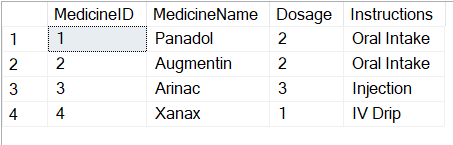 MedicineID MedicineName Dosage Instructions
1 1 Panadol 2 Oral Intake
2 2 Augmentin 2 Oral Intake
3 3 Arinac 3 Injection
4 4 Xanax 1 IV Drip